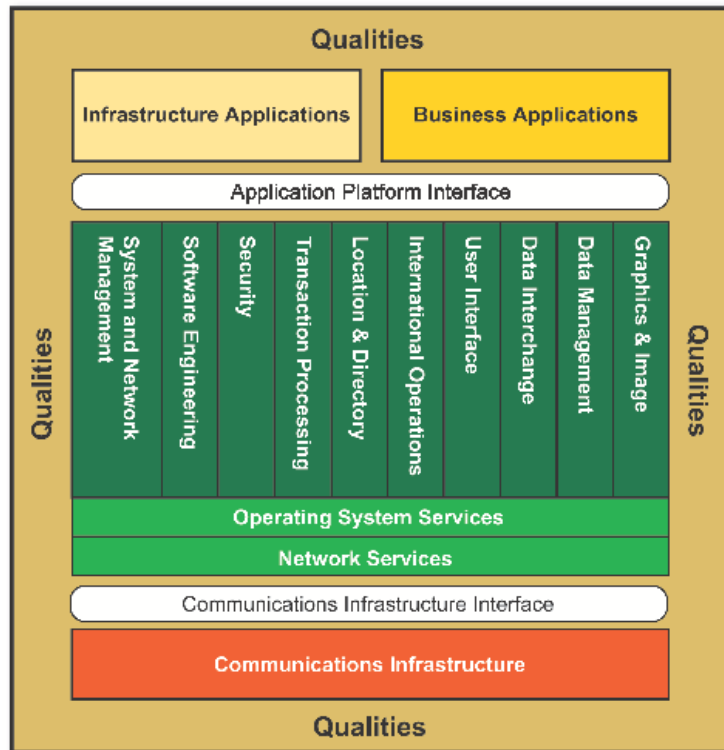 Qualities
Infrastructure Applications
Business Applications
Application Platform Interface
Qualities
System and Network
Management
Software Engineering
Security
Transaction Processing
Location & Directory
International Operations
User Interface
Data Interchange
Data Management
Graphics & Image
Qualities
Operating System Services
Network Services
Communications Infrastructure Interface
Communications Infrastructure
Qualities